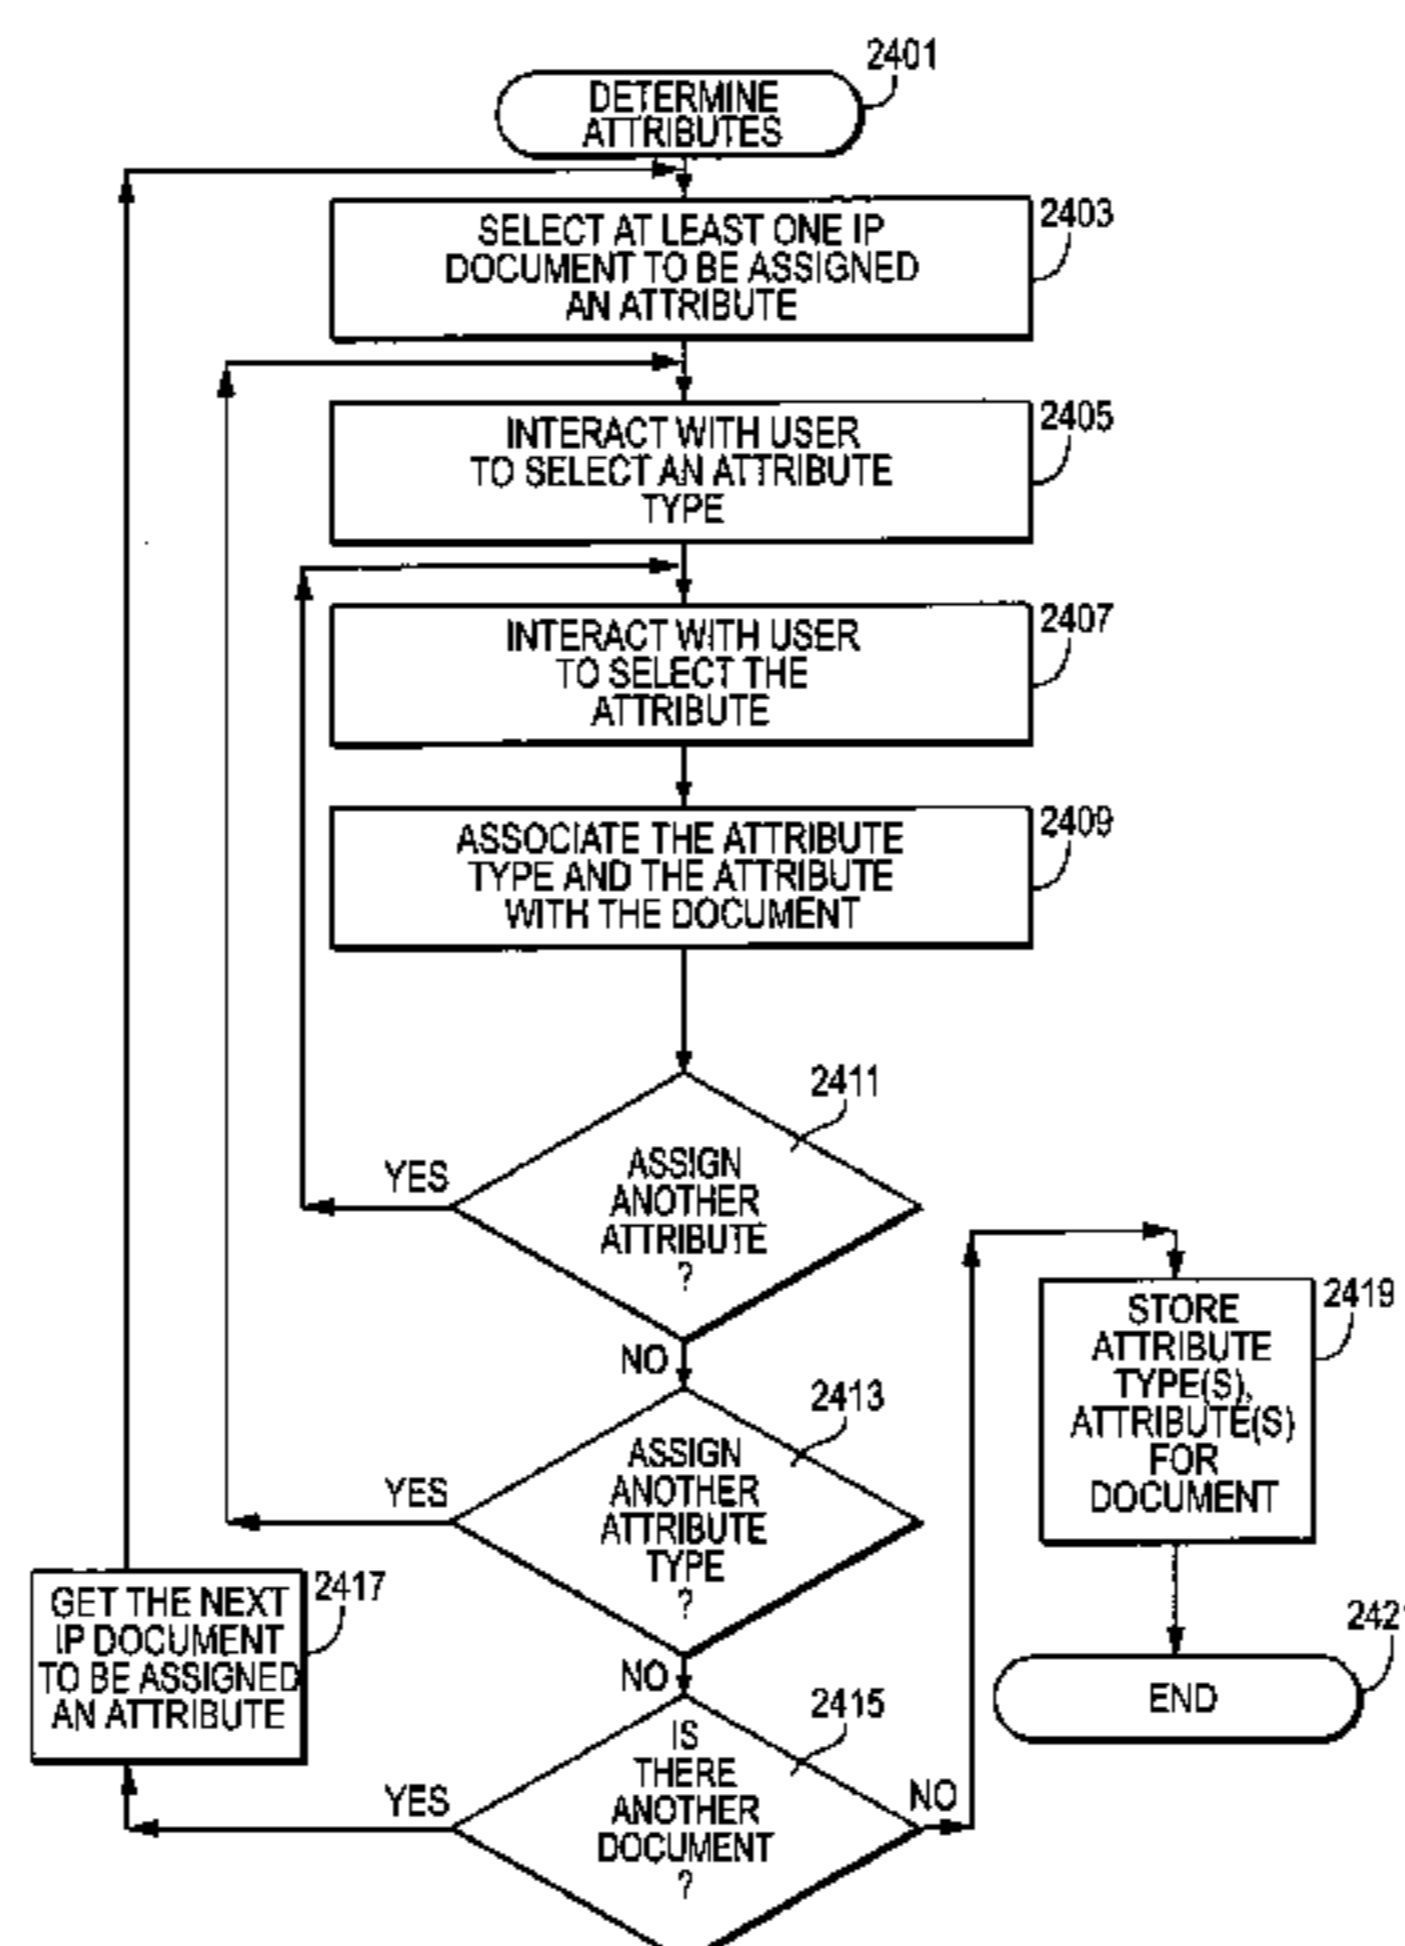 2401
DETERMINE
ATTRIBUTES
2403
SELECT AT LEAST ONE IP
DOCUMENT TO BE ASSIGNED
AN ATTRIBUTE
2405
INTERACT WITH USER
TO SELECT AN ATTRIBUTE
TYPE
2407
INTERACT WITH USER
TO SELECT THE
ATTRIBUTE
2409
ASSOCIATE THE ATTRIBUTE
TYPE AND THE ATTRIBUTE
WITH THE DOCUMENT
2411
YES
ASSIGN
ANOTHER
ATTRIBUTE
?
NO
2413
YES
ASSIGN
ANOTHER
ATTRIBUTE
TYPE
?
NO
2415
YES
IS
THERE
ANOTHER
DOCUMENT
?
NO
2417
GET THE NEXT
IP DOCUMENT
TO BE ASSIGNED
AN ATTRIBUTE
2419
STORE
ATTRIBUTE
TYPE(S),
ATTRIBUTE(S)
FOR
DOCUMENT
END